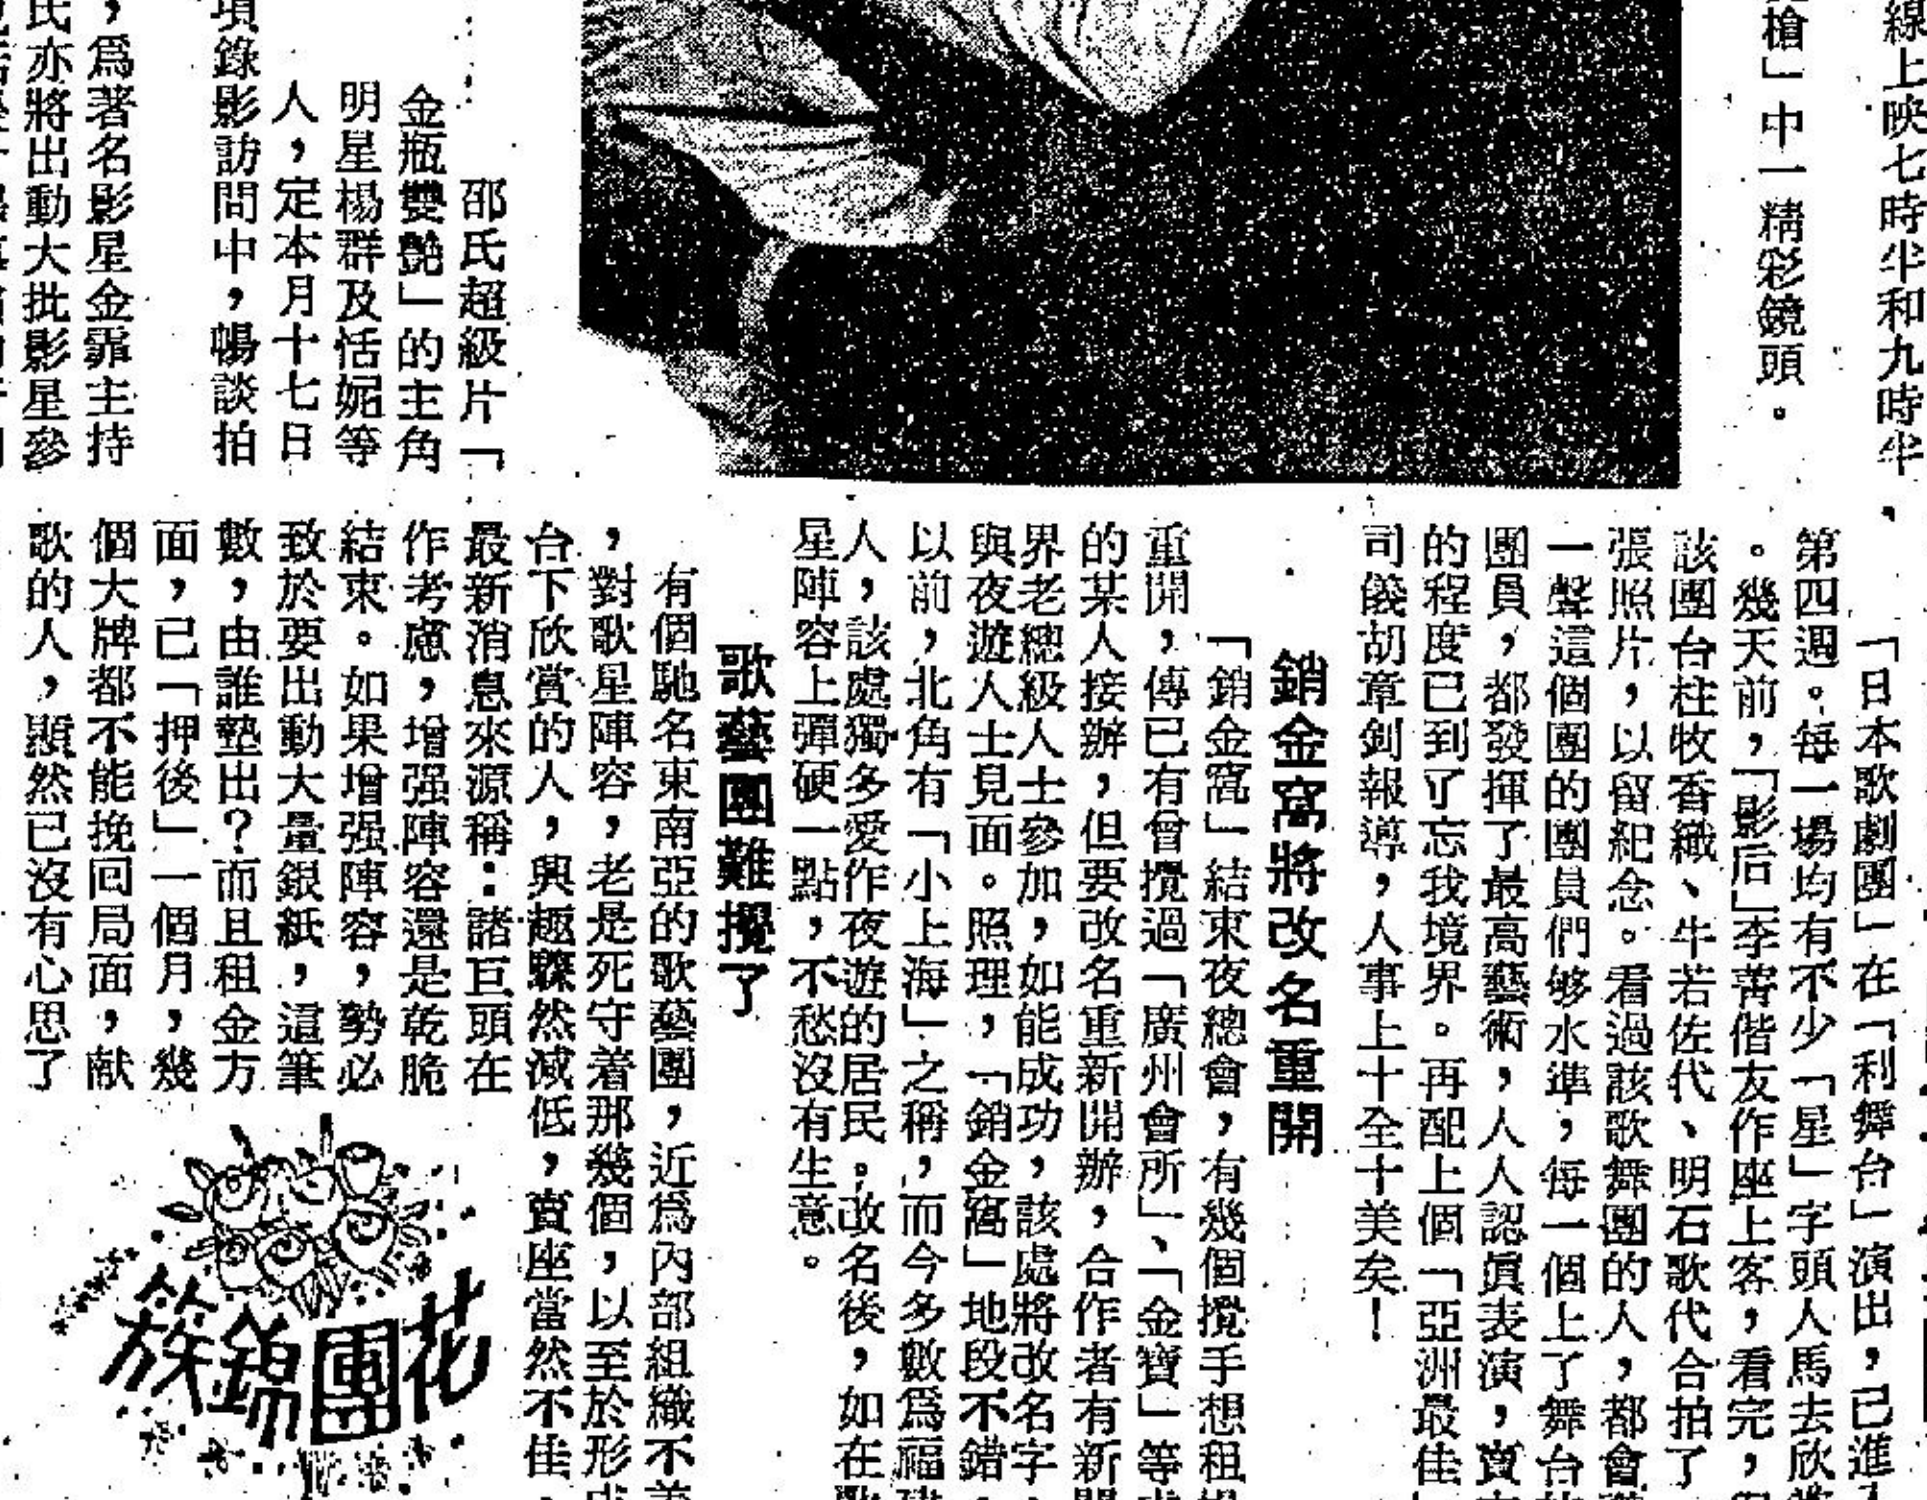 線上映七時半和九時半，
槍」中一精彩鏡頭。
邵氏超級片「
金瓶雙艷」的主角
明星楊群及恬妮等
人，定本月十七日
項錄影訪問中，暢談拍
，爲著名影星金霏主持
氏亦將出動大批影星參
「日本歌劇團」在「利舞台」演出，已進
第四週。每一場均有不少「星」字頭人馬去欣
。幾天前，「影后」李菁偕友作座上客，看完，
該團台柱牧香織、牛若佐代、明石歌代合拍了
張照片，以留紀念。看過該歌舞團的人，都會
一聲這個團的團員們够水準，每一個上了舞台
團員，都發揮了最高藝術，人人認眞表演，賣
的程度已到了忘我境界。再配上個「亞洲最佳
司儀胡章釗報導，人事上十全十美矣！
銷金窩將改名重開
「銷金窩」結束夜總會，有幾個攪手想租
重開，傳已有曾攪過「廣州會所」、「金寶」等
的某人接辦，但要改名重新開辦，合作者有新
界老總級人士參加，如能成功，該處將改名字，
與夜遊人士見面。照理，「銷金窩」地段不錯，
以前，北角有「小上海」之稱，而今多數爲福建
人，該處獨多愛作夜遊的居民；改名後，如在
星陣容上彈硬一點，不愁沒有生意。
歌藝團難攪了
有個馳名東南亞的歌藝團，近爲內部組織不
，對歌星陣容，老是死守着那幾個，以至於形成
台下欣賞的人，興趣驟然減低，賣座當然不佳，
最新消息來源稱：諸巨頭在
作考慮，增强陣容還是乾脆
結束。如果增强陣容，勢必
致於要出動大量銀紙，這筆
數，由誰墊出？而且租金方
面，已「押後」一個月，幾
個大牌都不能挽回局面，献
歌的人，顯然已沒有心思了
花團錦簇